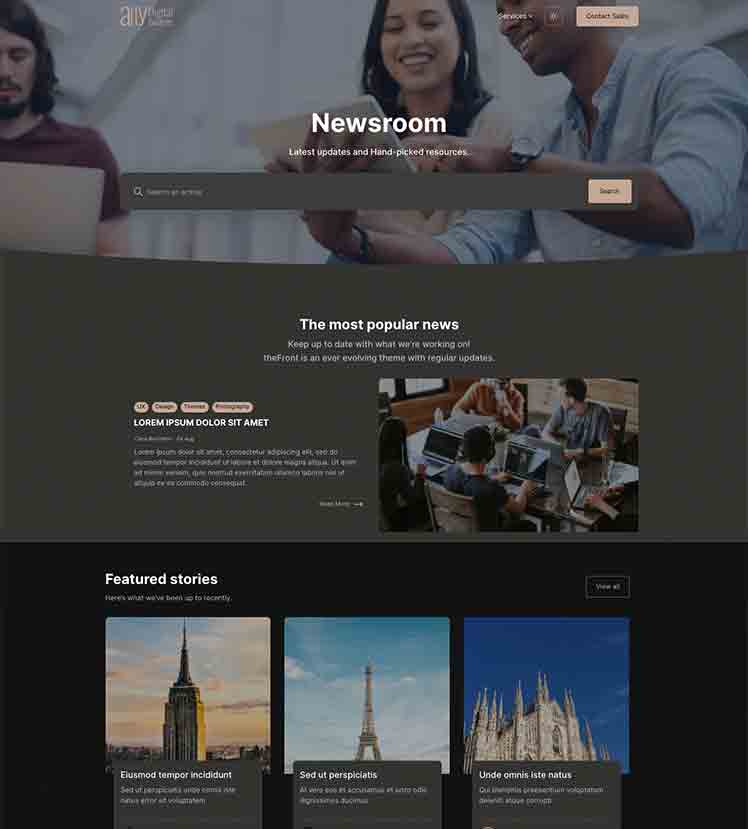 ally Digital
Services
Contact Sales
Newsroom
Latest updates and Hand-picked resources.
Search an article
Search
The most popular news
Keep up to date with what we're working on!
theFront is an ever evolving theme with regular updates.
UX Design Themes Photography
LOREM IPSUM DOLOR SIT AMET
Clara Bertoletti - 04 Aug
Lorem ipsum dolor sit amet, consectetur adipiscing elit, sed do
eiusmod tempor incididunt ut labore et dolore magna aliqua. Ut enim
ad minim veniam, quis nostrud exercitation ullamco laboris nisi ut
aliquip ex ea commodo consequat.
Read More
Featured stories
Here's what we've been up to recently.
View all
Eiusmod tempor incididunt
Sed ut perspiciatis unde omnis iste
natus error sit voluptatem
Sed ut perspiciatis
At vero eos et accusamus et iusto odio
dignissimos ducimus
Unde omnis iste natus
Qui blanditiis praesentium voluptatum
deleniti atque corrupti